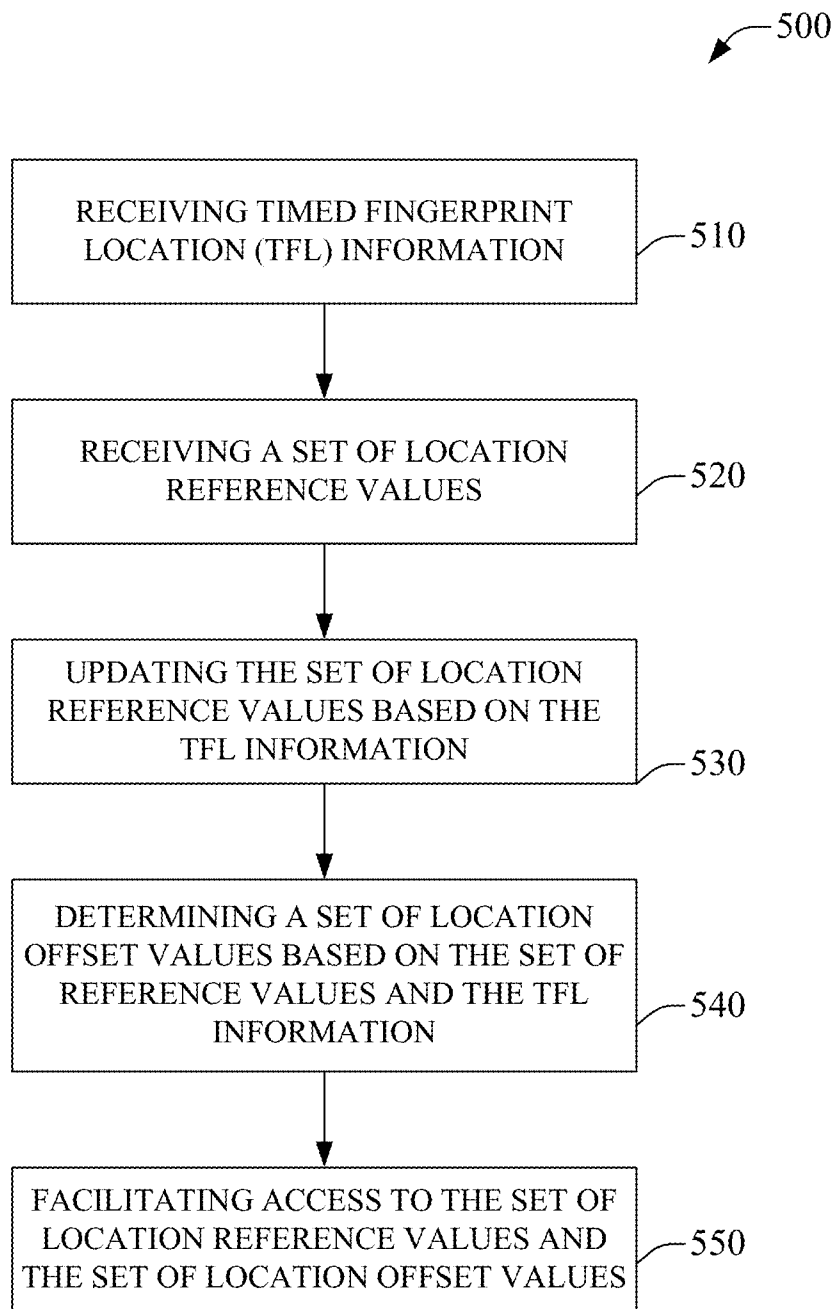 500
RECEIVING TIMED FINGERPRINT
LOCATION (TFL) INFORMATION
510
RECEIVING A SET OF LOCATION
REFERENCE VALUES
520
UPDATING THE SET OF LOCATION
REFERENCE VALUES BASED ON THE
TFL INFORMATION
530
DETERMINING A SET OF LOCATION
OFFSET VALUES BASED ON THE SET OF
REFERENCE VALUES AND THE TFL
INFORMATION
540
FACILITATING ACCESS TO THE SET OF
LOCATION REFERENCE VALUES AND
THE SET OF LOCATION OFFSET VALUES
550